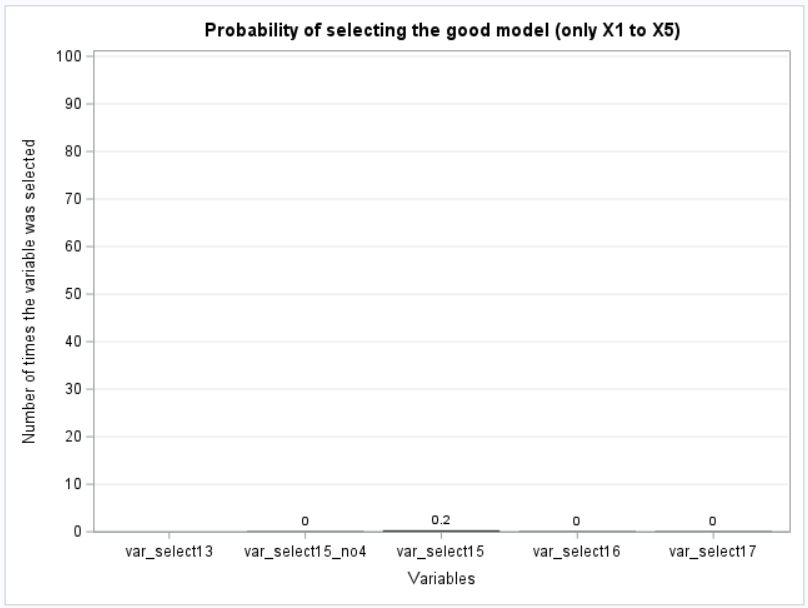 Probability of selecting the good model (only X1 to X5)
Number of times the variable was selected
100
90
80
70
60
50
40
30
20
10
0
0
0.2
0
0
var_select13
var_select15_no4
var_select15
var_select16
var_select17
Variables